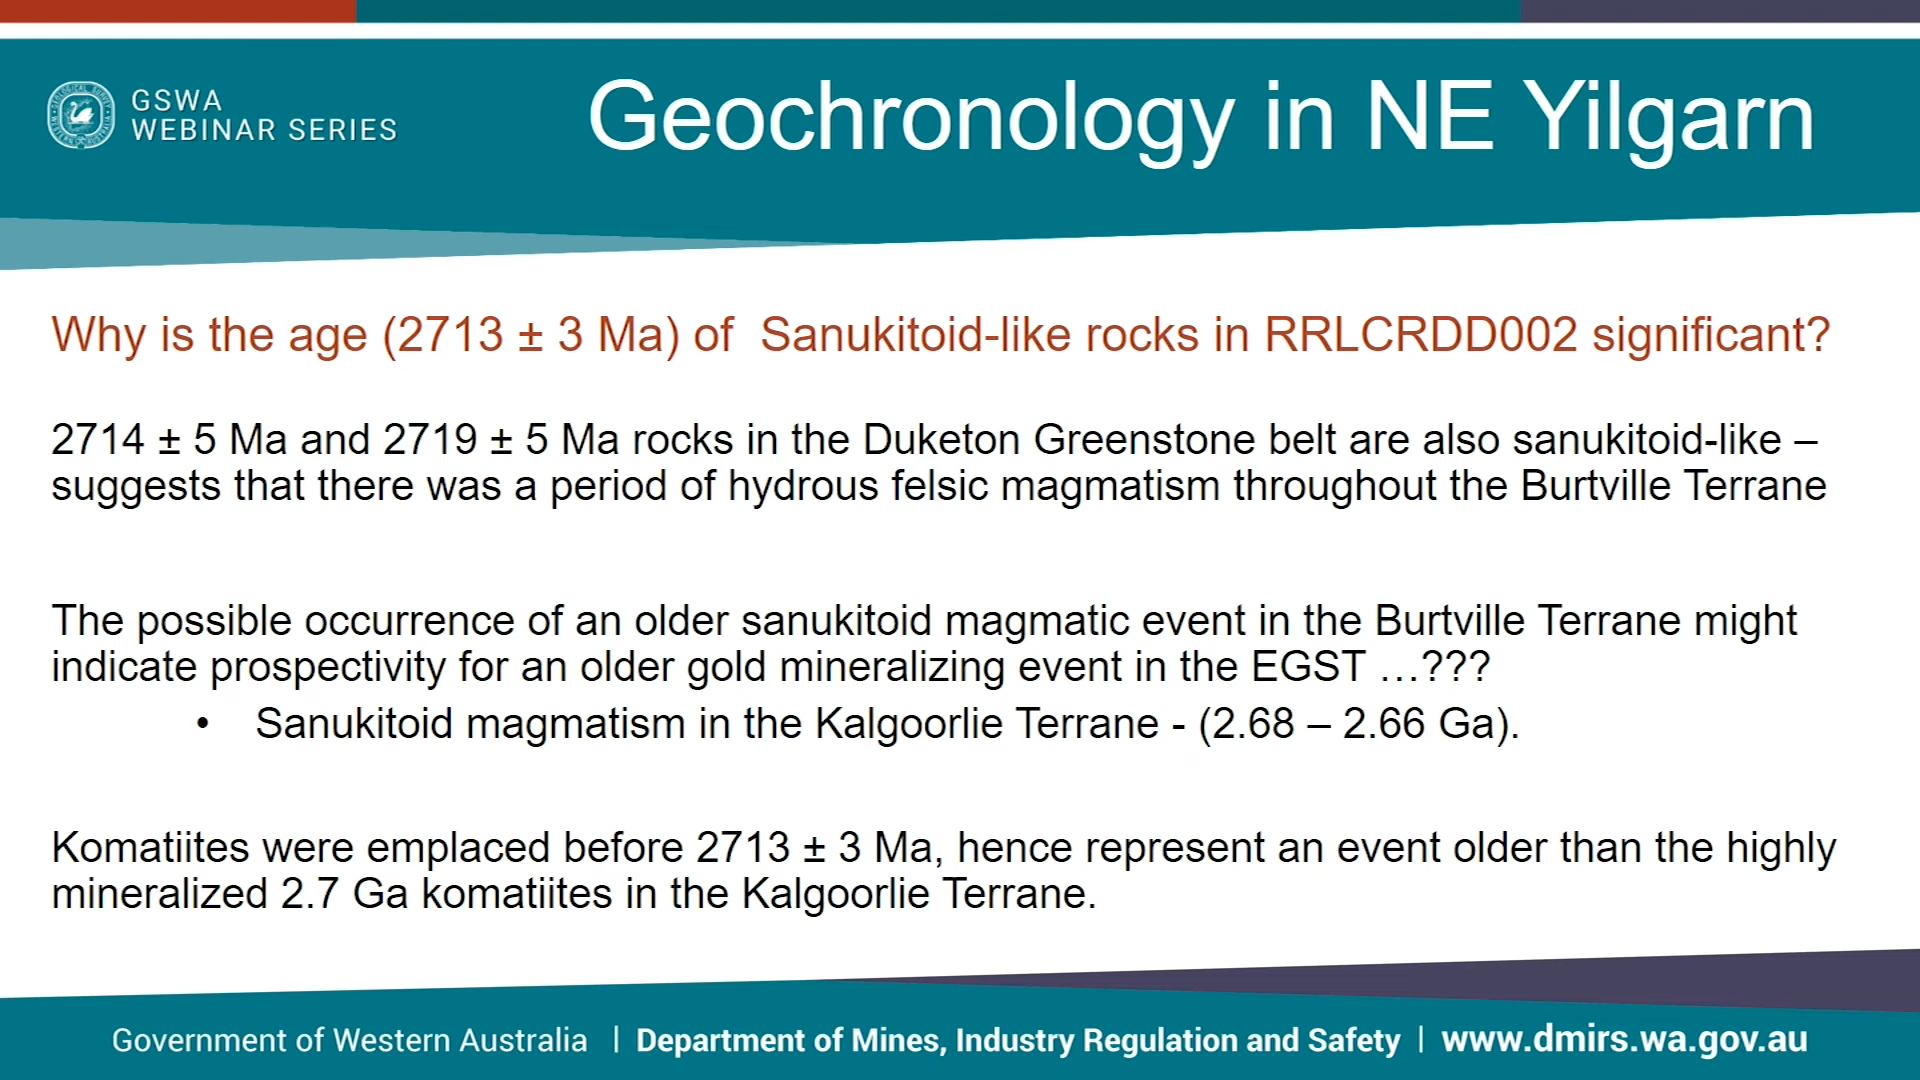 GSWA
WEBINAR SERIES
Geochronology in NE Yilgarn
Why is the age (2713 ± 3 Ma) of Sanukitoid-like rocks in RRLCRDD002 significant?
2714 ± 5 Ma and 2719 ± 5 Ma rocks in the Duketon Greenstone belt are also sanukitoid-like –
suggests that there was a period of hydrous felsic magmatism throughout the Burtville Terrane
The possible occurrence of an older sanukitoid magmatic event in the Burtville Terrane might
indicate prospectivity for an older gold mineralizing event in the EGST …???
• Sanukitoid magmatism in the Kalgoorlie Terrane - (2.68 – 2.66 Ga).
Komatiites were emplaced before 2713 ± 3 Ma, hence represent an event older than the highly
mineralized 2.7 Ga komatiites in the Kalgoorlie Terrane.
Government of Western Australia | Department of Mines, Industry Regulation and Safety | www.dmirs.wa.gov.au